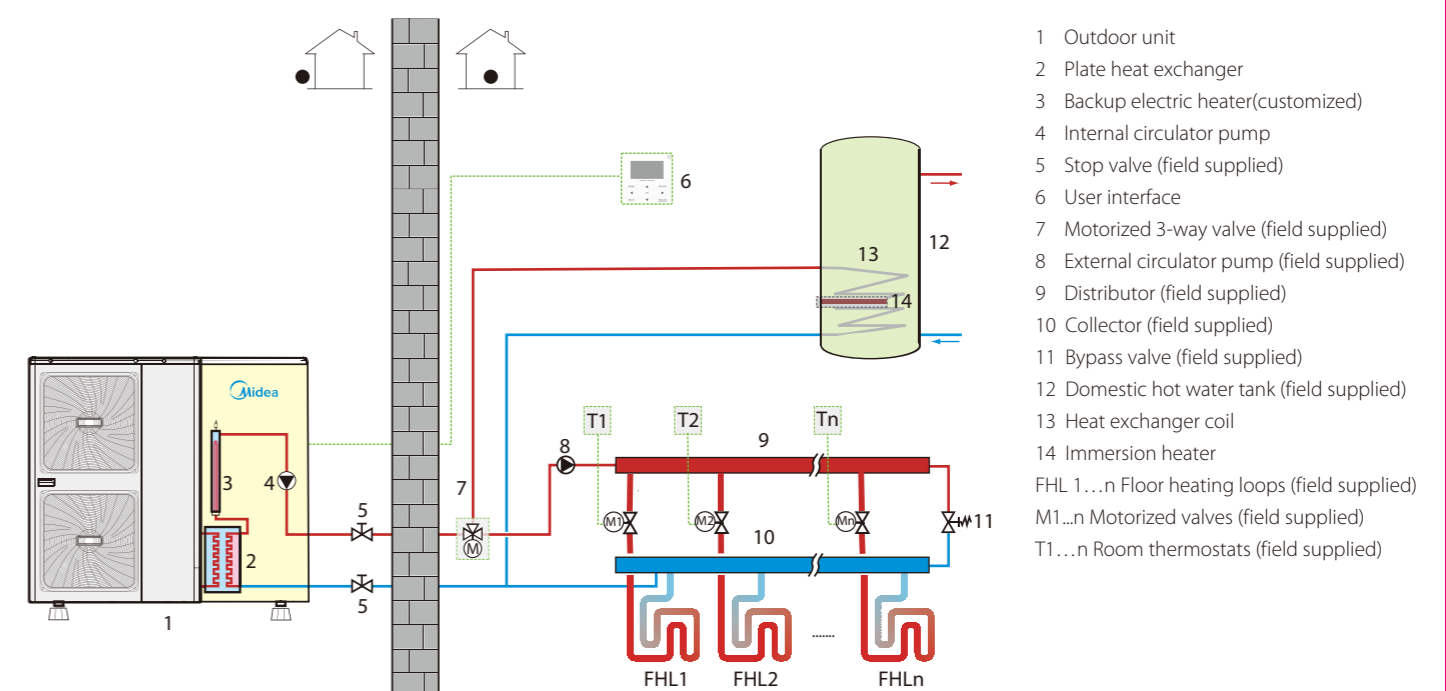 6
12
13
14
Midea
T1
T2
Tn
8
9
3
4
7
5
M1
M2
Mn
11
M
10
2
5
1
.......
FHL1
FHL2
FHLn
1 Outdoor unit
2 Plate heat exchanger
3 Backup electric heater(customized)
4 Internal circulator pump
5 Stop valve (field supplied)
6 User interface
7 Motorized 3-way valve (field supplied)
8 External circulator pump (field supplied)
9 Distributor (field supplied)
10 Collector (field supplied)
11 Bypass valve (field supplied)
12 Domestic hot water tank (field supplied)
13 Heat exchanger coil
14 Immersion heater
FHL 1…n Floor heating loops (field supplied)
M1...n Motorized valves (field supplied)
T1…n Room thermostats (field supplied)